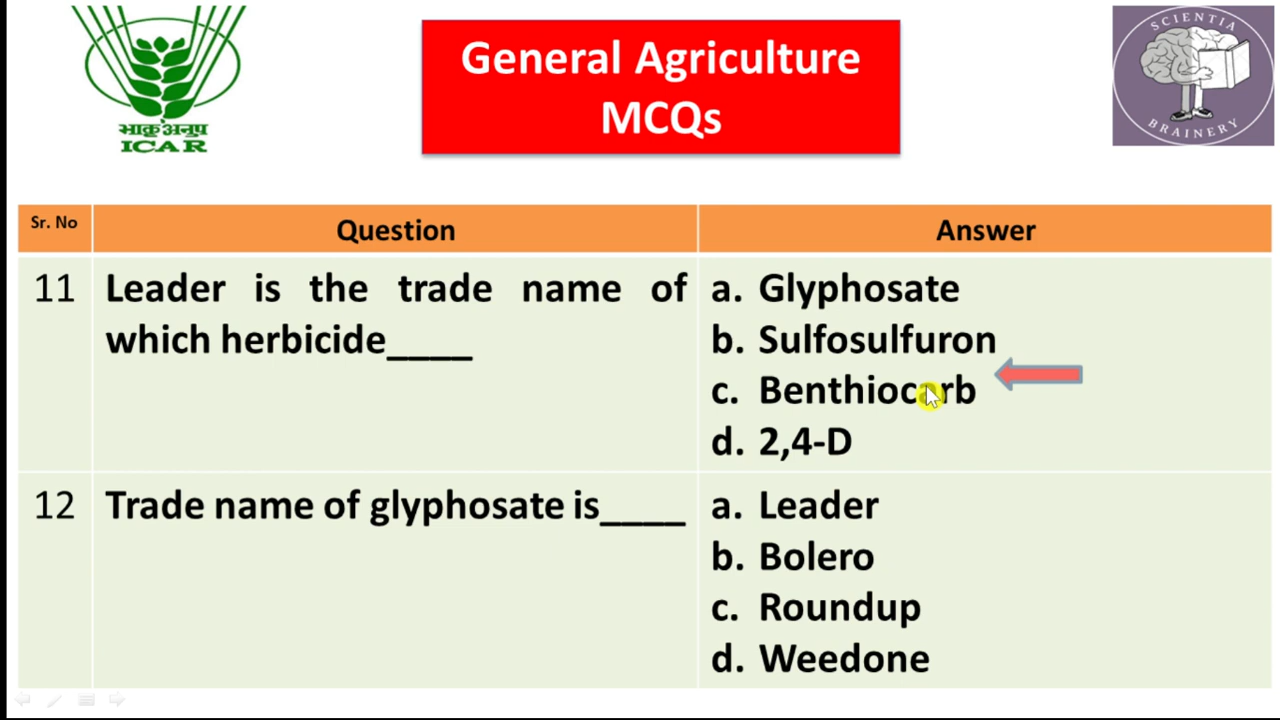 General Agriculture
MCQs
भाकृअनुप
ICAR
SCIENTIA
BRAINERY
Sr. No Question Answer
11 Leader is the trade name of
which herbicide____
a. Glyphosate
b. Sulfosulfuron
c. Benthiocarb
d. 2,4-D
12 Trade name of glyphosate is____
a. Leader
b. Bolero
c. Roundup
d. Weedone